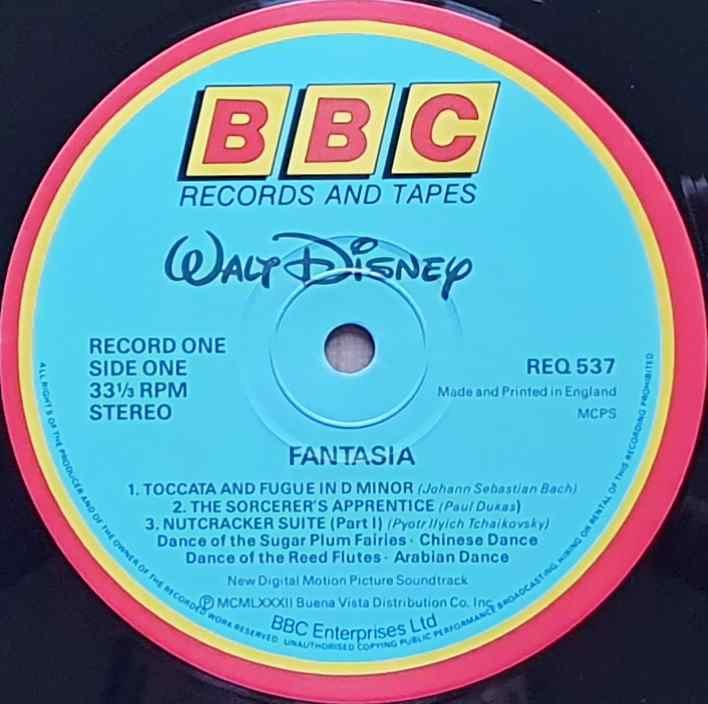 BBC
RECORDS AND TAPES
WALT DISNEY
RECORD ONE
SIDE ONE
33⅓ RPM
STEREO
REQ 537
Made and Printed in England
MCPS
FANTASIA
1. TOCCATA AND FUGUE IN D MINOR (Johann Sebastian Bach)
2. THE SORCERER'S APPRENTICE (Paul Dukas)
3. NUTCRACKER SUITE (Part I) (Pyotr Ilyich Tchaikovsky)
Dance of the Sugar Plum Fairies · Chinese Dance
Dance of the Reed Flutes · Arabian Dance
New Digital Motion Picture Soundtrack
Ⓟ MCMLXXXII Buena Vista Distribution Co. Inc.
BBC Enterprises Ltd
ALL RIGHTS OF THE PRODUCER AND OF THE OWNER OF THE RECORDED WORK RESERVED. UNAUTHORISED COPYING PUBLIC PERFORMANCE BROADCASTING, HIRING OR RENTAL OF THIS RECORDING PROHIBITED